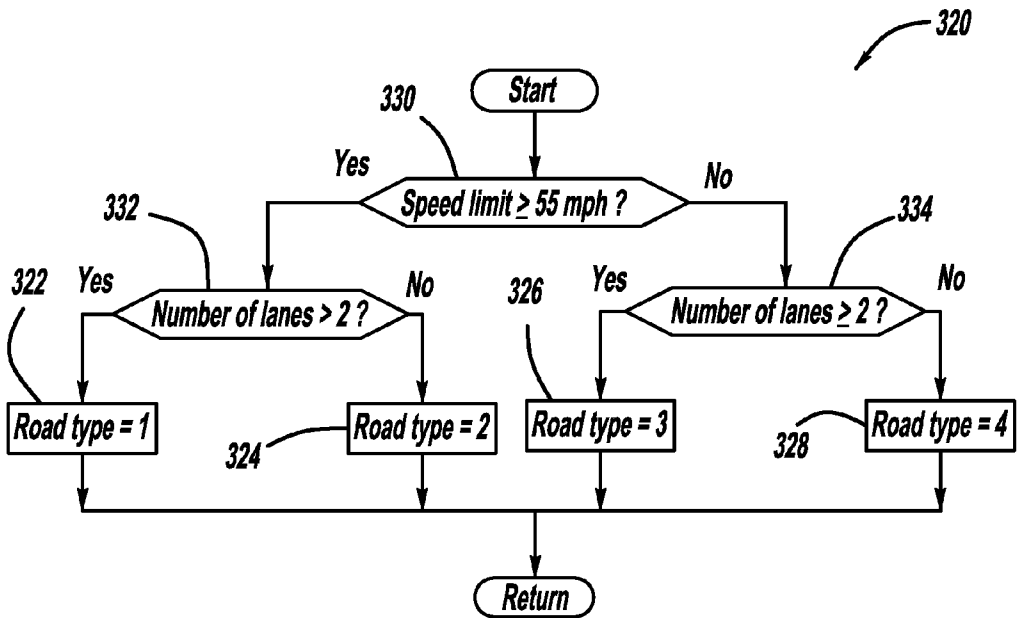 320
Start
330
Yes
No
Speed limit ≥ 55 mph ?
332
334
322
Yes
No
326
Yes
No
Number of lanes > 2 ?
Number of lanes ≥ 2 ?
Road type = 1
Road type = 2
Road type = 3
Road type = 4
324
328
Return